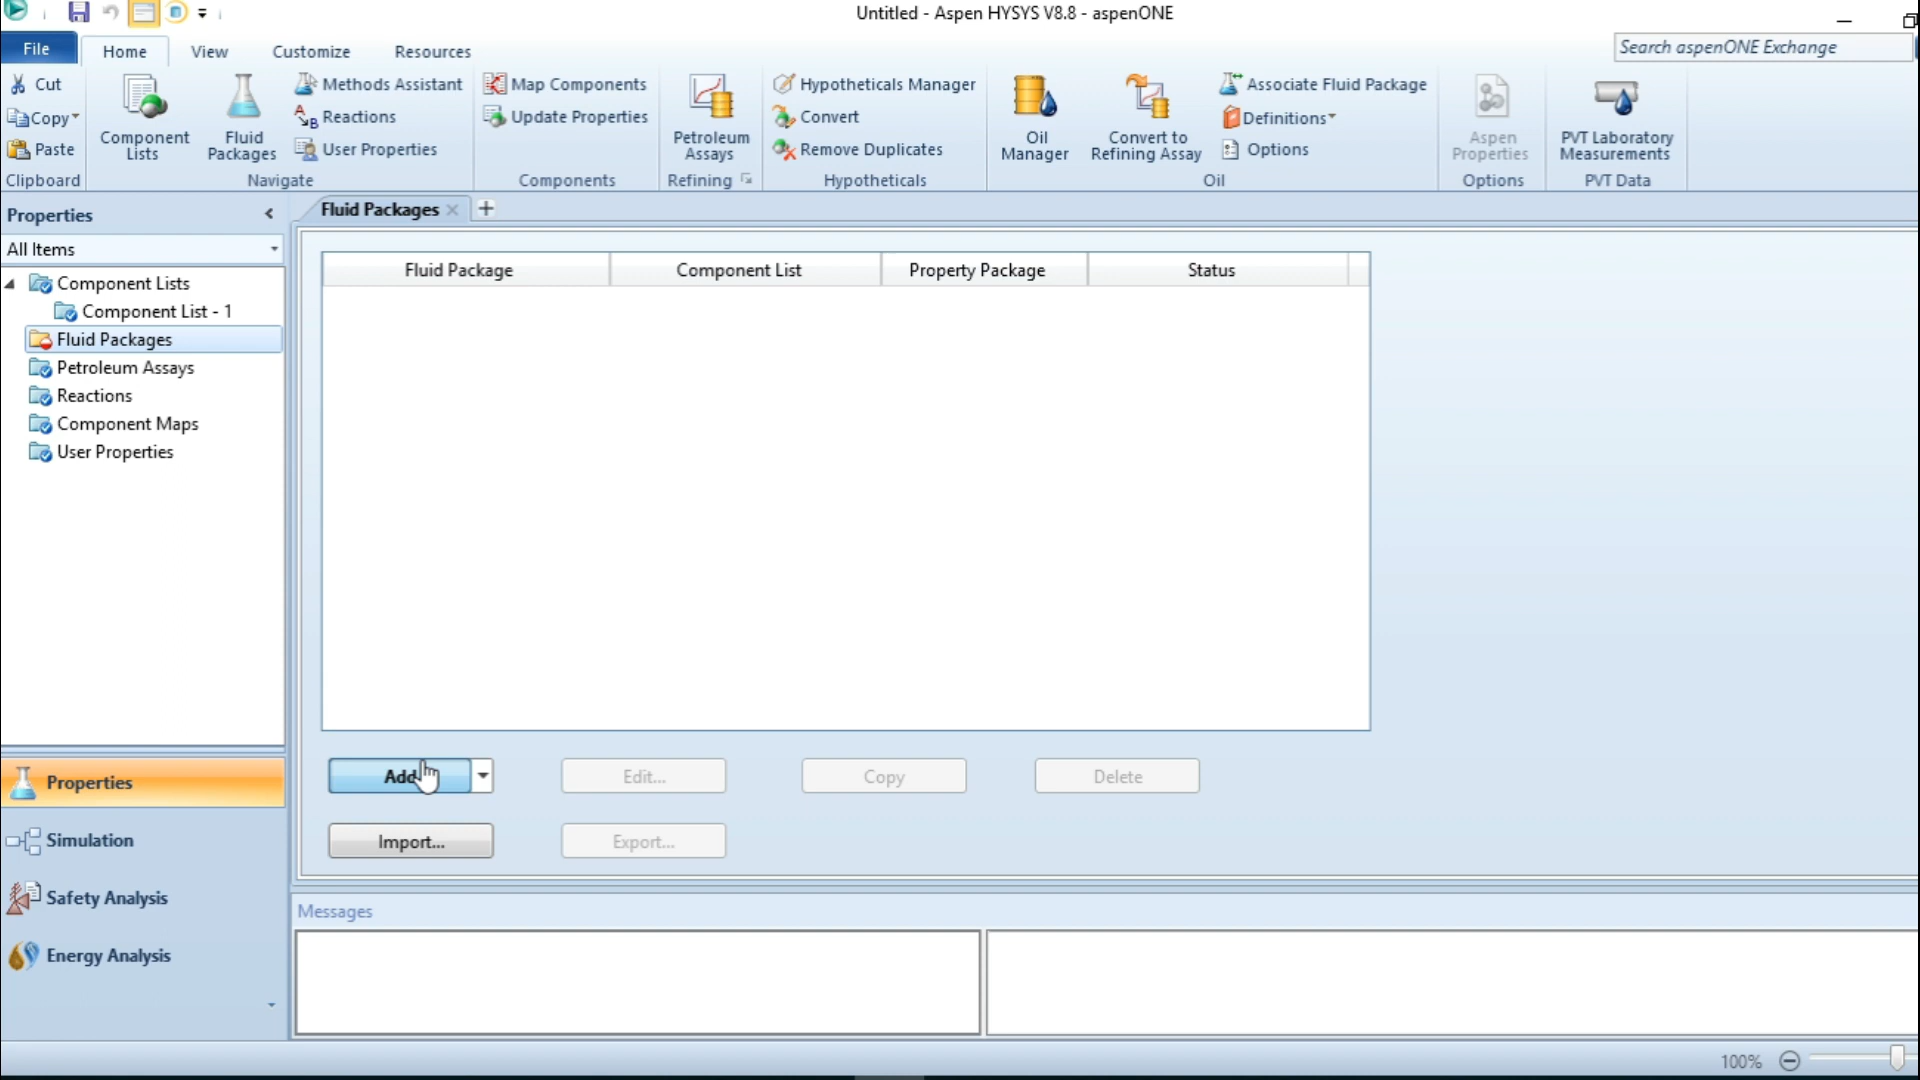 Untitled - Aspen HYSYS V8.8 - aspenONE
File
Home
View
Customize
Resources
Search aspenONE Exchange
Cut
Copy
Paste
Clipboard
Component
Lists
Fluid
Packages
Methods Assistant
Reactions
User Properties
Navigate
Map Components
Update Properties
Components
Petroleum
Assays
Refining
Hypotheticals Manager
Convert
Remove Duplicates
Hypotheticals
Oil
Manager
Convert to
Refining Assay
Associate Fluid Package
Definitions
Options
Oil
Aspen
Properties
Options
PVT Laboratory
Measurements
PVT Data
Properties
All Items
Component Lists
Component List - 1
Fluid Packages
Petroleum Assays
Reactions
Component Maps
User Properties
Properties
Simulation
Safety Analysis
Energy Analysis
Fluid Packages
Fluid Package Component List Property Package Status
Add
Edit...
Copy
Delete
Import...
Export...
Messages
100%